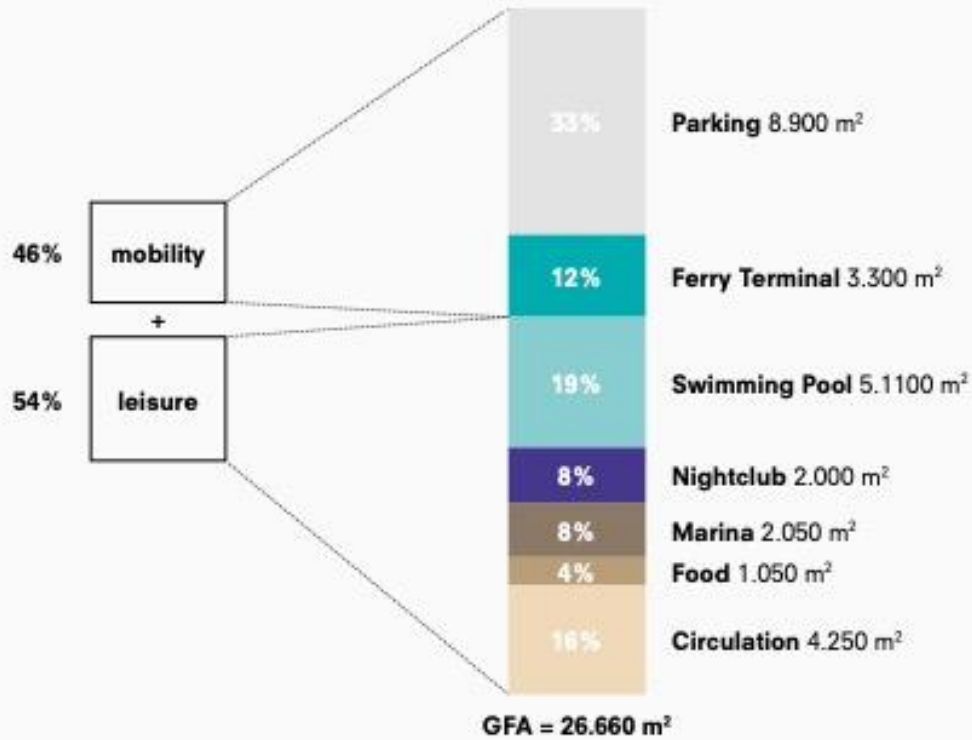 33%
Parking 8.900 m²
46%
mobility
12%
Ferry Terminal 3.300 m²
+
54%
leisure
19%
Swimming Pool 5.1100 m²
8%
Nightclub 2.000 m²
8%
Marina 2.050 m²
4%
Food 1.050 m²
16%
Circulation 4.250 m²
GFA = 26.660 m²